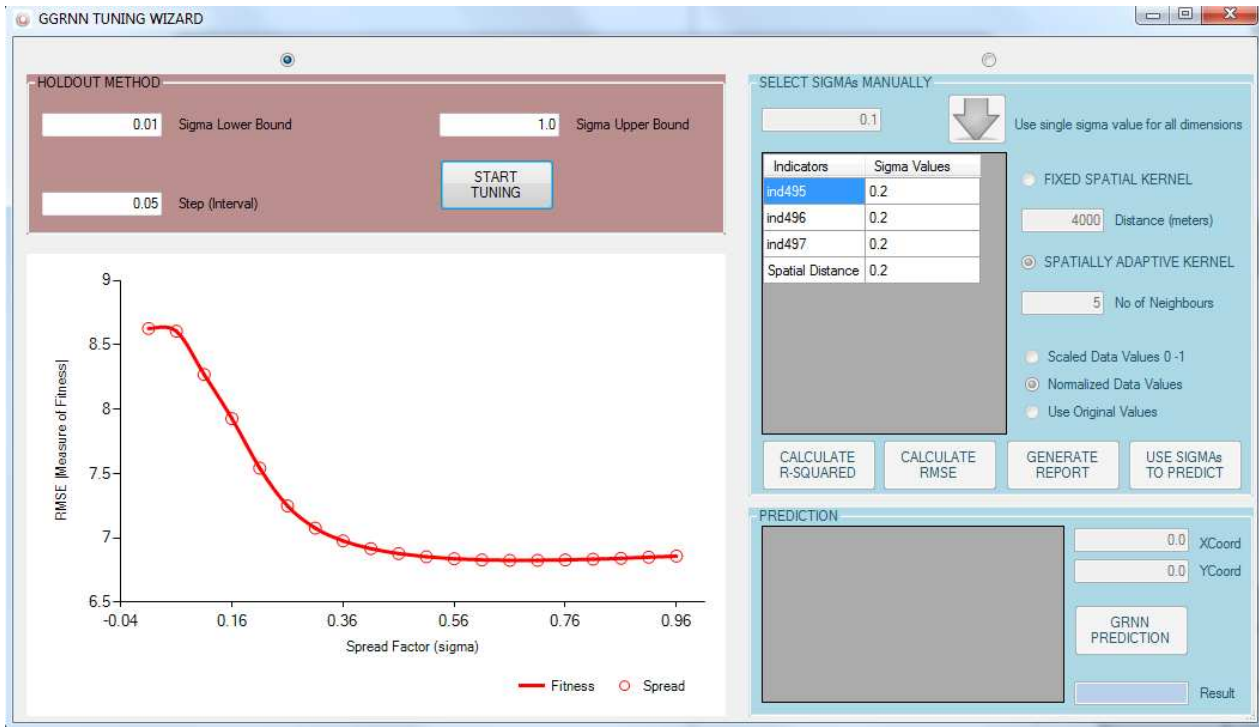 GGRNN TUNING WIZARD
HOLDOUT METHOD
0.01 Sigma Lower Bound
1.0 Sigma Upper Bound
START
TUNING
0.05 Step (Interval)
9
8.5
8
7.5
7
6.5
RMSE |Measure of Fitness|
-0.04 0.16 0.36 0.56 0.76 0.96
Spread Factor (sigma)
Fitness Spread
SELECT SIGMAs MANUALLY
0.1 Use single sigma value for all dimensions
Indicators Sigma Values
ind495 0.2
ind496 0.2
ind497 0.2
Spatial Distance 0.2
FIXED SPATIAL KERNEL
4000 Distance (meters)
SPATIALLY ADAPTIVE KERNEL
5 No of Neighbours
Scaled Data Values 0 -1
Normalized Data Values
Use Original Values
CALCULATE
R-SQUARED
CALCULATE
RMSE
GENERATE
REPORT
USE SIGMAs
TO PREDICT
PREDICTION
0.0 XCoord
0.0 YCoord
GRNN
PREDICTION
Result